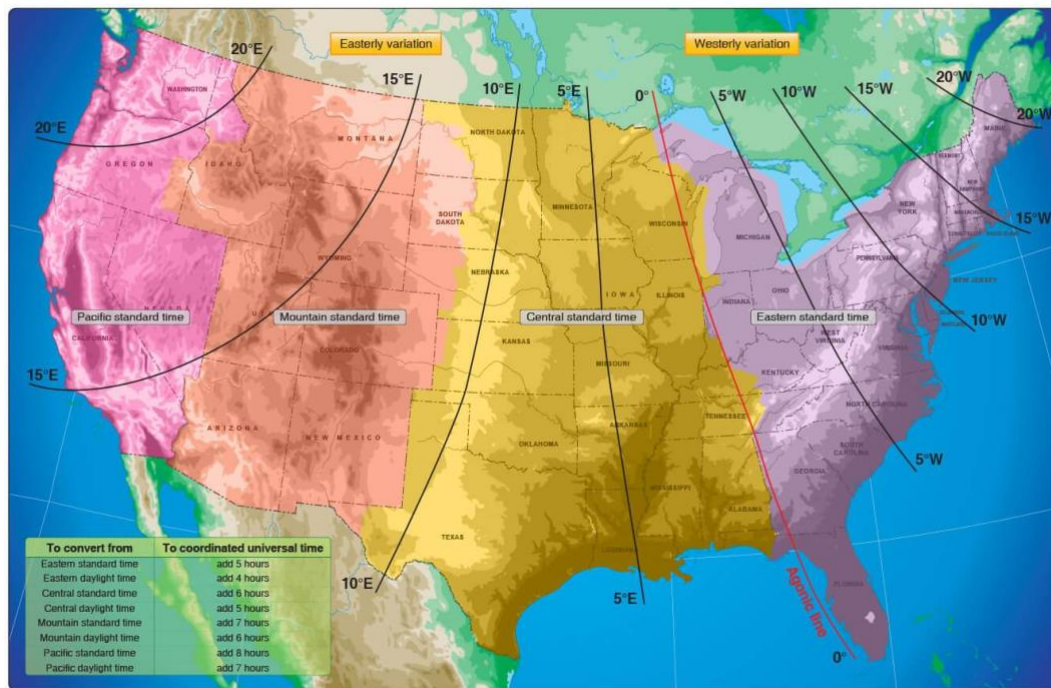 Easterly variation
Westerly variation
20°E
15°E
10°E
5°E
0°
5°W
10°W
15°W
20°W
20°W
20°E
WASHINGTON
MONTANA
NORTH DAKOTA
MAINE
OREGON
IDAHO
MINNESOTA
VERMONT
SOUTH DAKOTA
WISCONSIN
MICHIGAN
NEW YORK
15°W
WYOMING
NEBRASKA
IOWA
PENNSYLVANIA
NEW JERSEY
ILLINOIS
INDIANA
OHIO
Pacific standard time
Mountain standard time
Central standard time
Eastern standard time
10°W
CALIFORNIA
COLORADO
KANSAS
MISSOURI
WEST VIRGINIA
VIRGINIA
KENTUCKY
15°E
NORTH CAROLINA
TENNESSEE
ARIZONA
NEW MEXICO
OKLAHOMA
ARKANSAS
SOUTH CAROLINA
5°W
GEORGIA
MISSISSIPPI
ALABAMA
TEXAS
LOUISIANA
FLORIDA
Agonic line
10°E
5°E
0°
To convert from To coordinated universal time
Eastern standard time add 5 hours
Eastern daylight time add 4 hours
Central standard time add 6 hours
Central daylight time add 5 hours
Mountain standard time add 7 hours
Mountain daylight time add 6 hours
Pacific standard time add 8 hours
Pacific daylight time add 7 hours